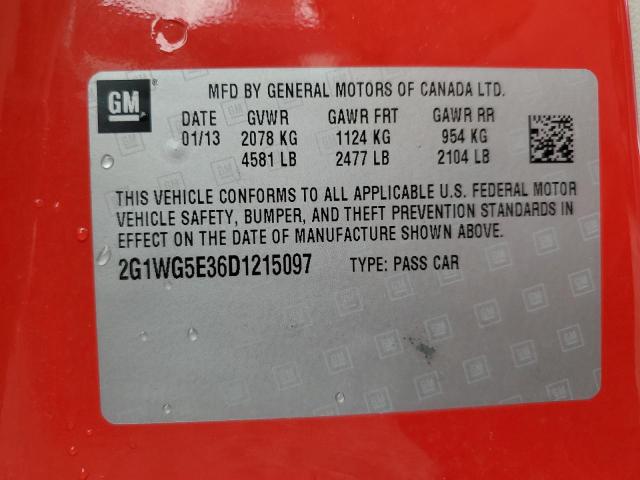 GM
MFD BY GENERAL MOTORS OF CANADA LTD.
DATE GVWR GAWR FRT GAWR RR
01/13 2078 KG 1124 KG 954 KG
4581 LB 2477 LB 2104 LB
THIS VEHICLE CONFORMS TO ALL APPLICABLE U.S. FEDERAL MOTOR
VEHICLE SAFETY, BUMPER, AND THEFT PREVENTION STANDARDS IN
EFFECT ON THE DATE OF MANUFACTURE SHOWN ABOVE.
2G1WG5E36D1215097 TYPE: PASS CAR